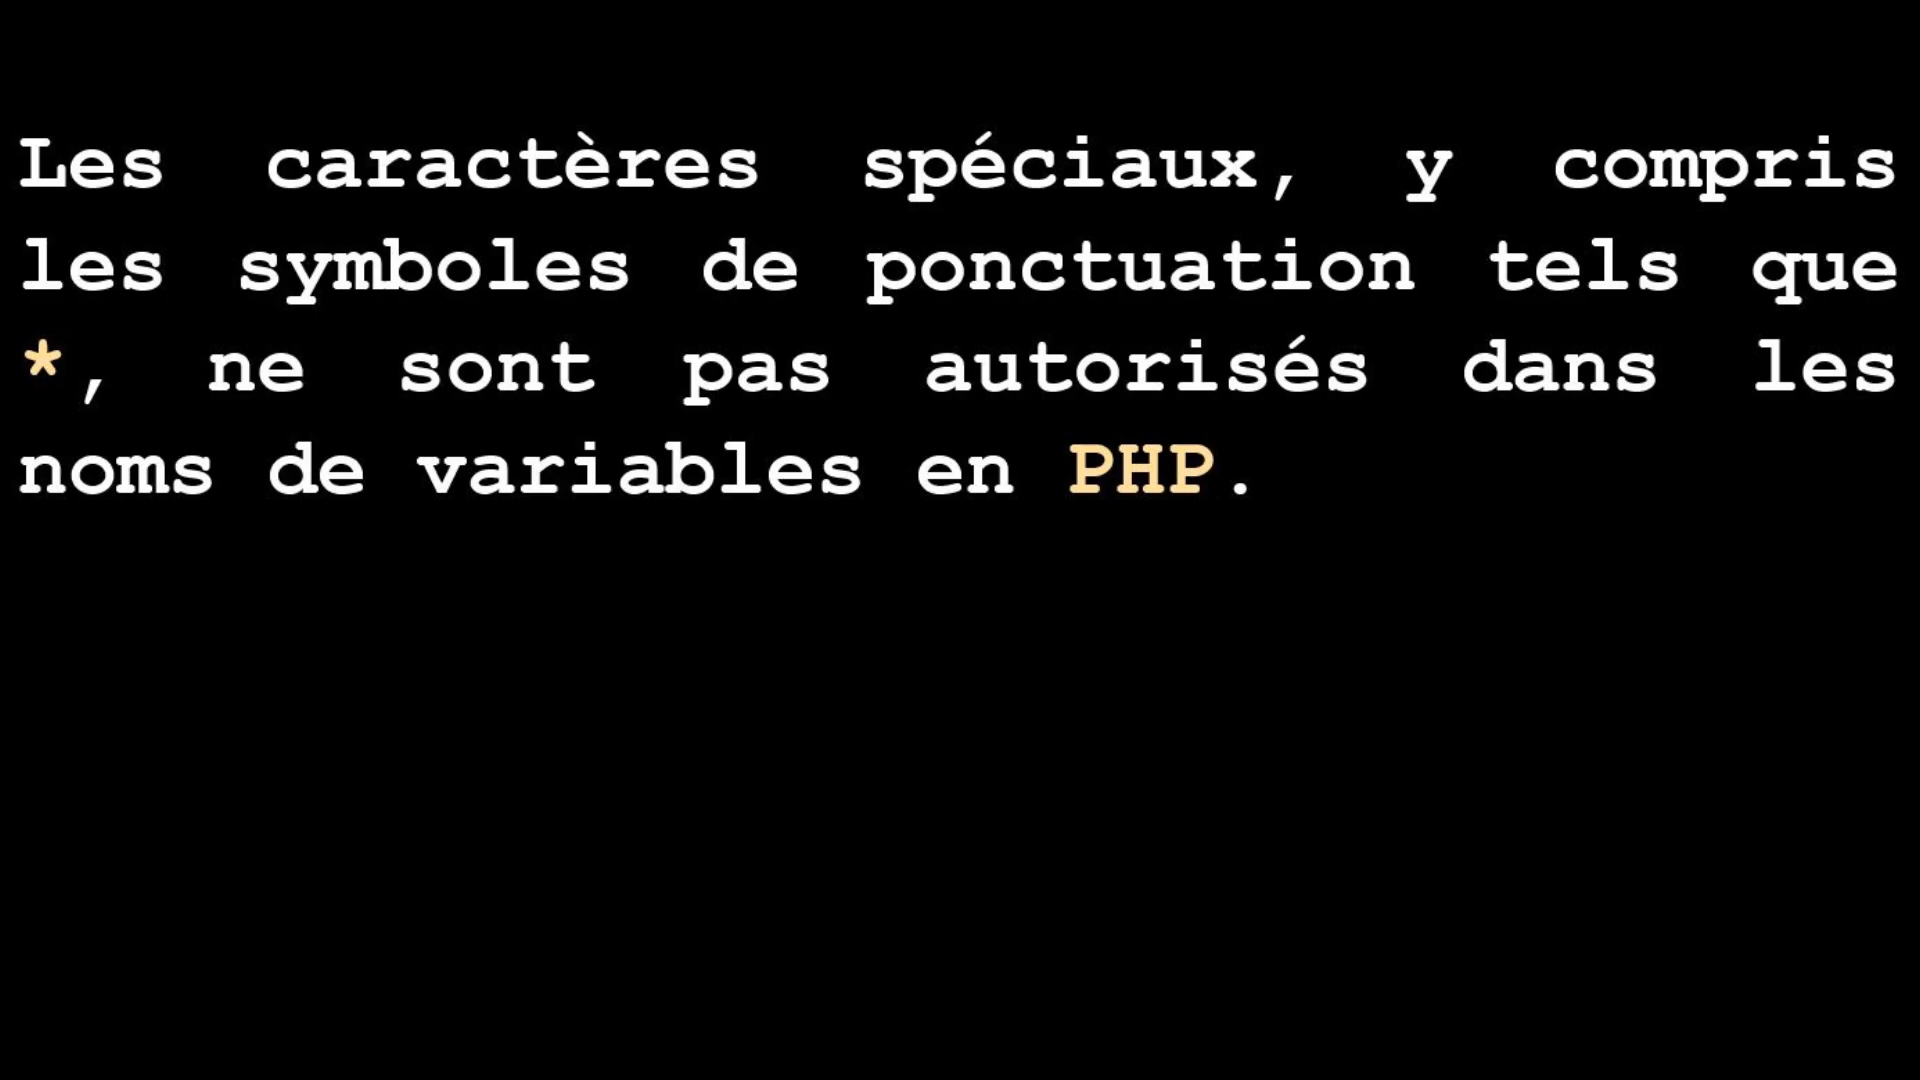 Les caractères spéciaux, y compris
les symboles de ponctuation tels que
*, ne sont pas autorisés dans les
noms de variables en PHP.